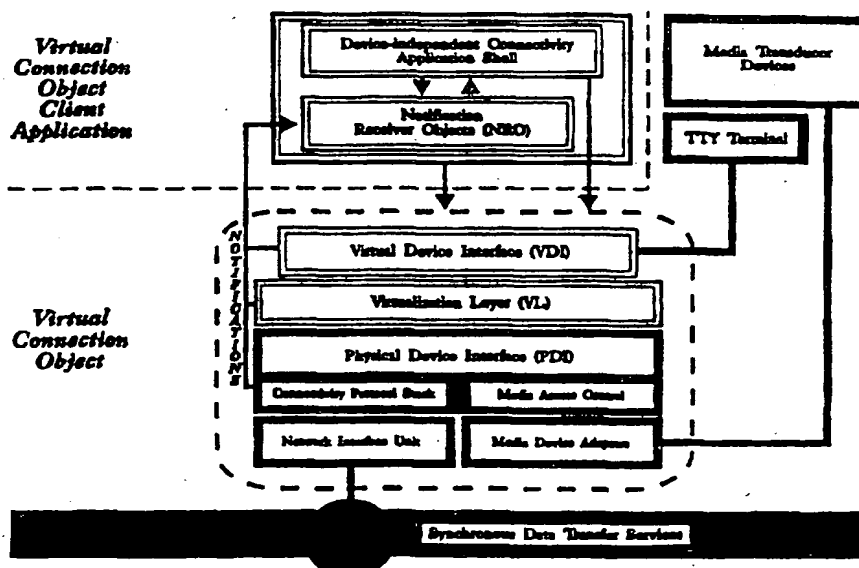 Virtual
Connection
Object
Client
Application
Device-Independent Connectivity
Application Shell
Notification
Receiver Objects (NRO)
Media Transducer
Devices
TTY Terminal
NOTIFICATIONS
Virtual Device Interface (VDI)
Virtualization Layer (VL)
Virtual
Connection
Object
Physical Device Interface (PDI)
Connectivity Protocol Stack
Media Access Control
Network Interface Unit
Media Device Adapters
Synchronous Data Transfer Services